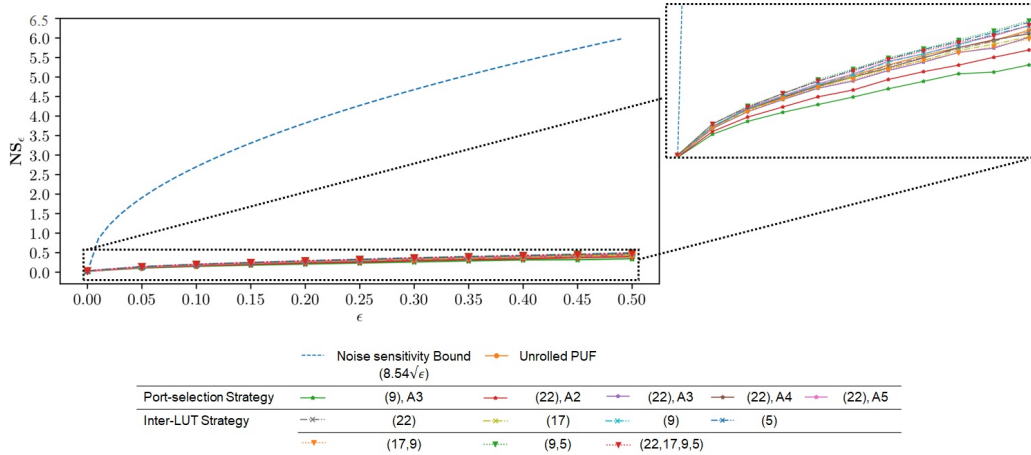 6.5
6.0
5.5
5.0
4.5
4.0
3.5
3.0
2.5
2.0
1.5
1.0
0.5
0.0
NSϵ
0.00 0.05 0.10 0.15 0.20 0.25 0.30 0.35 0.40 0.45 0.50
ϵ
Noise sensitivity Bound Unrolled PUF
(8.54√ϵ)
Port-selection Strategy (9), A3 (22), A2 (22), A3 (22), A4 (22), A5
Inter-LUT Strategy (22) (17) (9) (5)
(17,9) (9,5) (22,17,9,5)